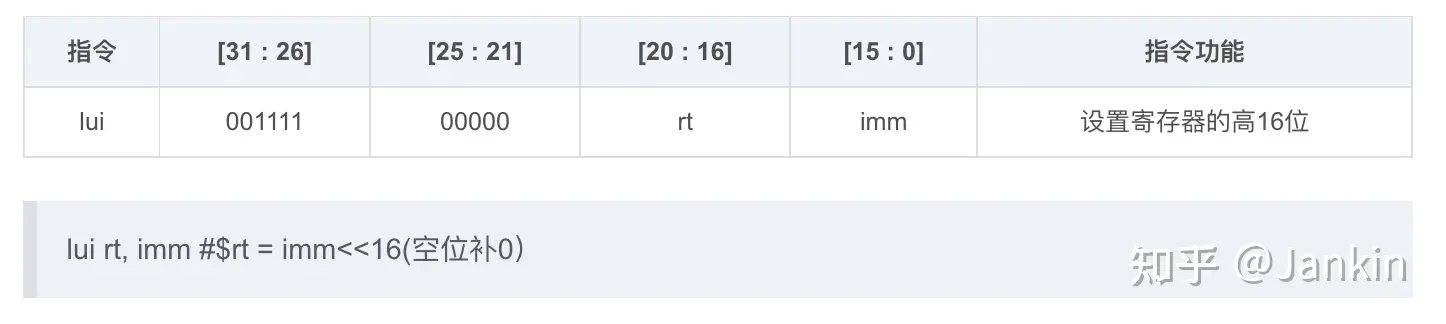 指令 [31 : 26] [25 : 21] [20 : 16] [15 : 0] 指令功能
lui 001111 00000 rt imm 设置寄存器的高16位
lui rt, imm #$rt = imm<<16(空位补0）
知乎 @Jankin